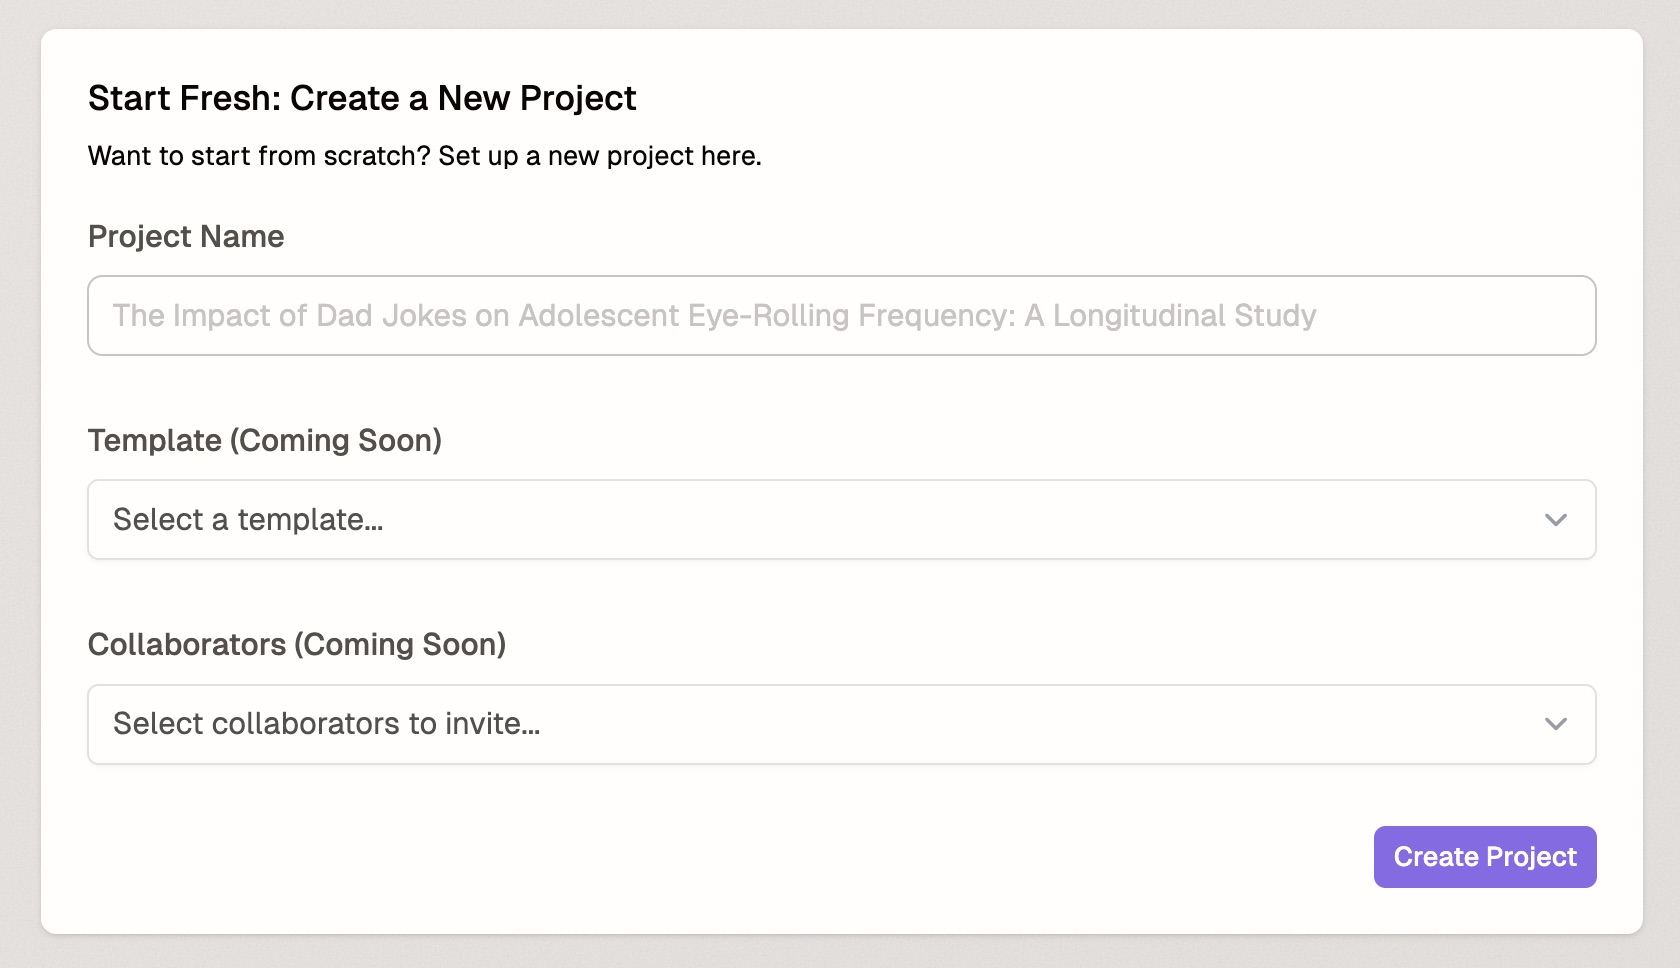 Start Fresh: Create a New Project
Want to start from scratch? Set up a new project here.
Project Name
The Impact of Dad Jokes on Adolescent Eye-Rolling Frequency: A Longitudinal Study
Template (Coming Soon)
Select a template...
Collaborators (Coming Soon)
Select collaborators to invite...
Create Project